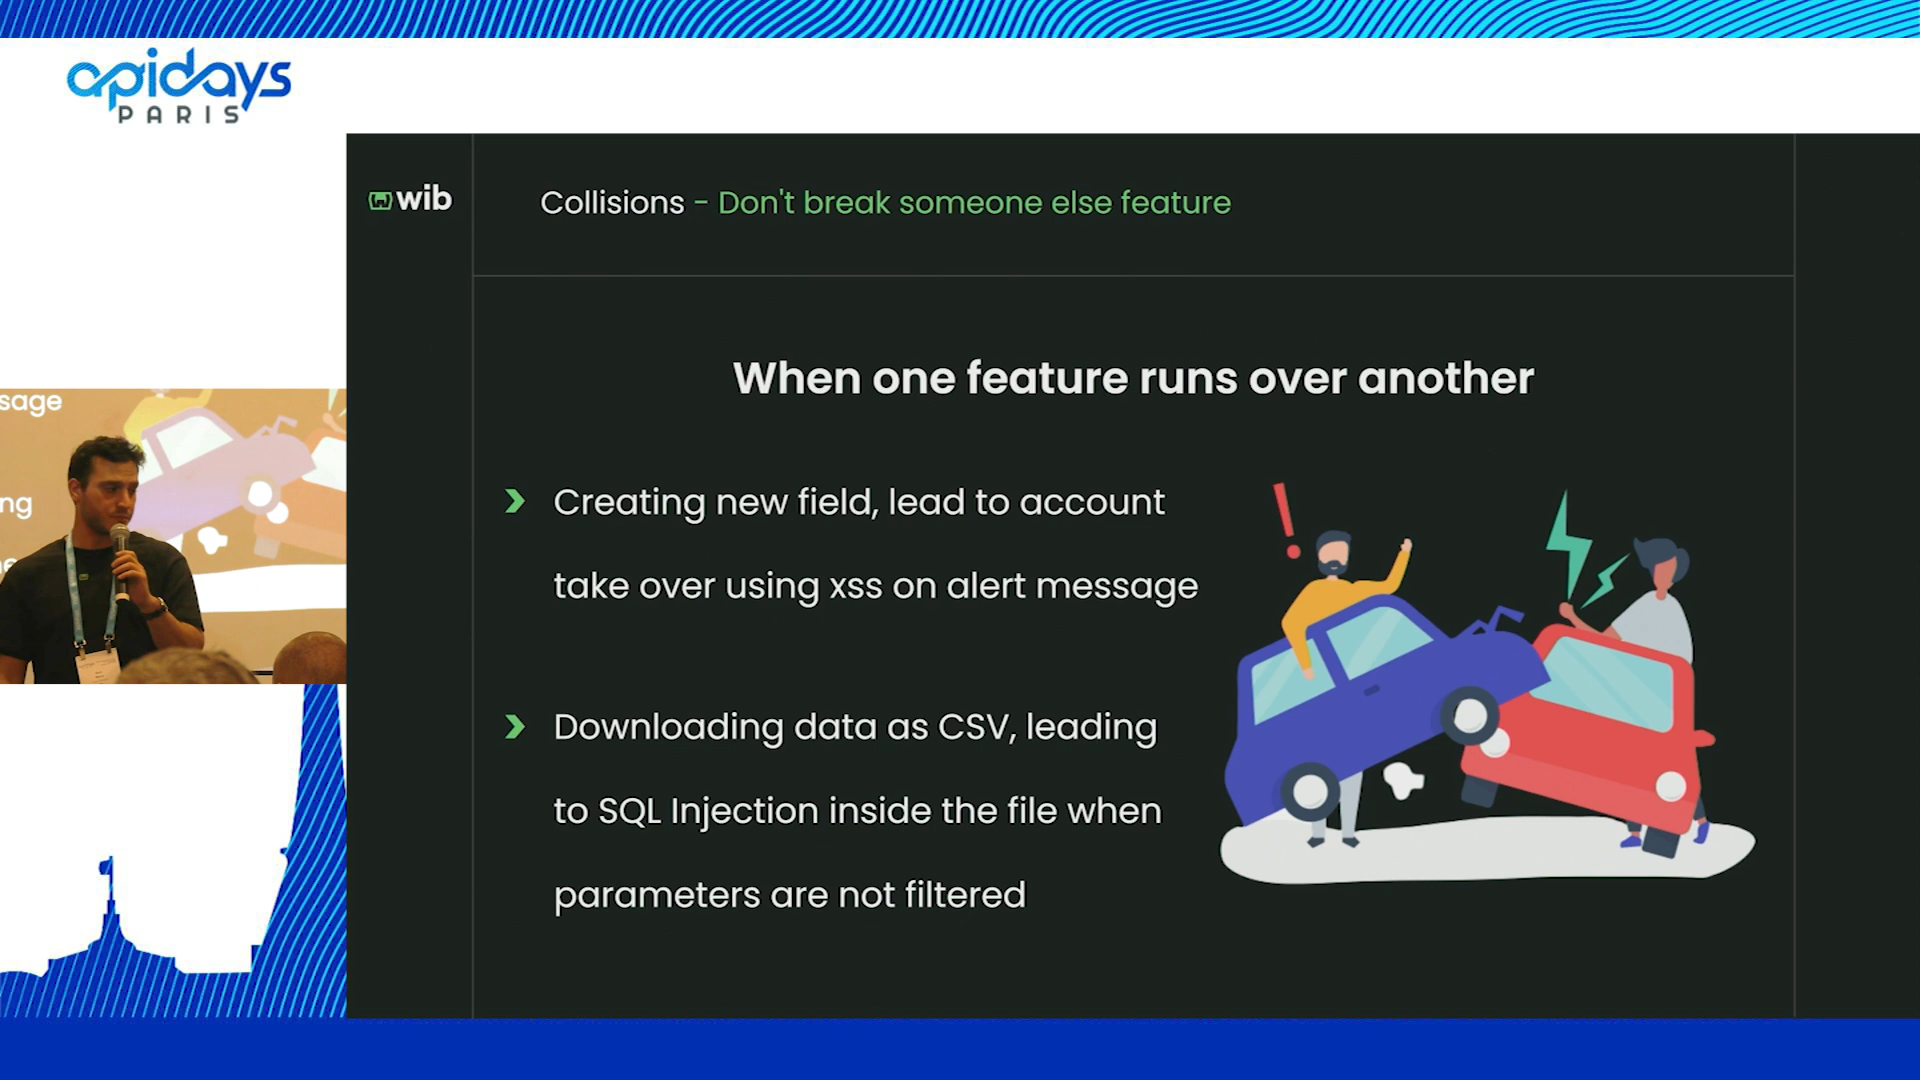 apidays
PARIS
wib
Collisions - Don't break someone else feature
When one feature runs over another
Creating new field, lead to account
take over using xss on alert message
Downloading data as CSV, leading
to SQL Injection inside the file when
parameters are not filtered
sage
ng